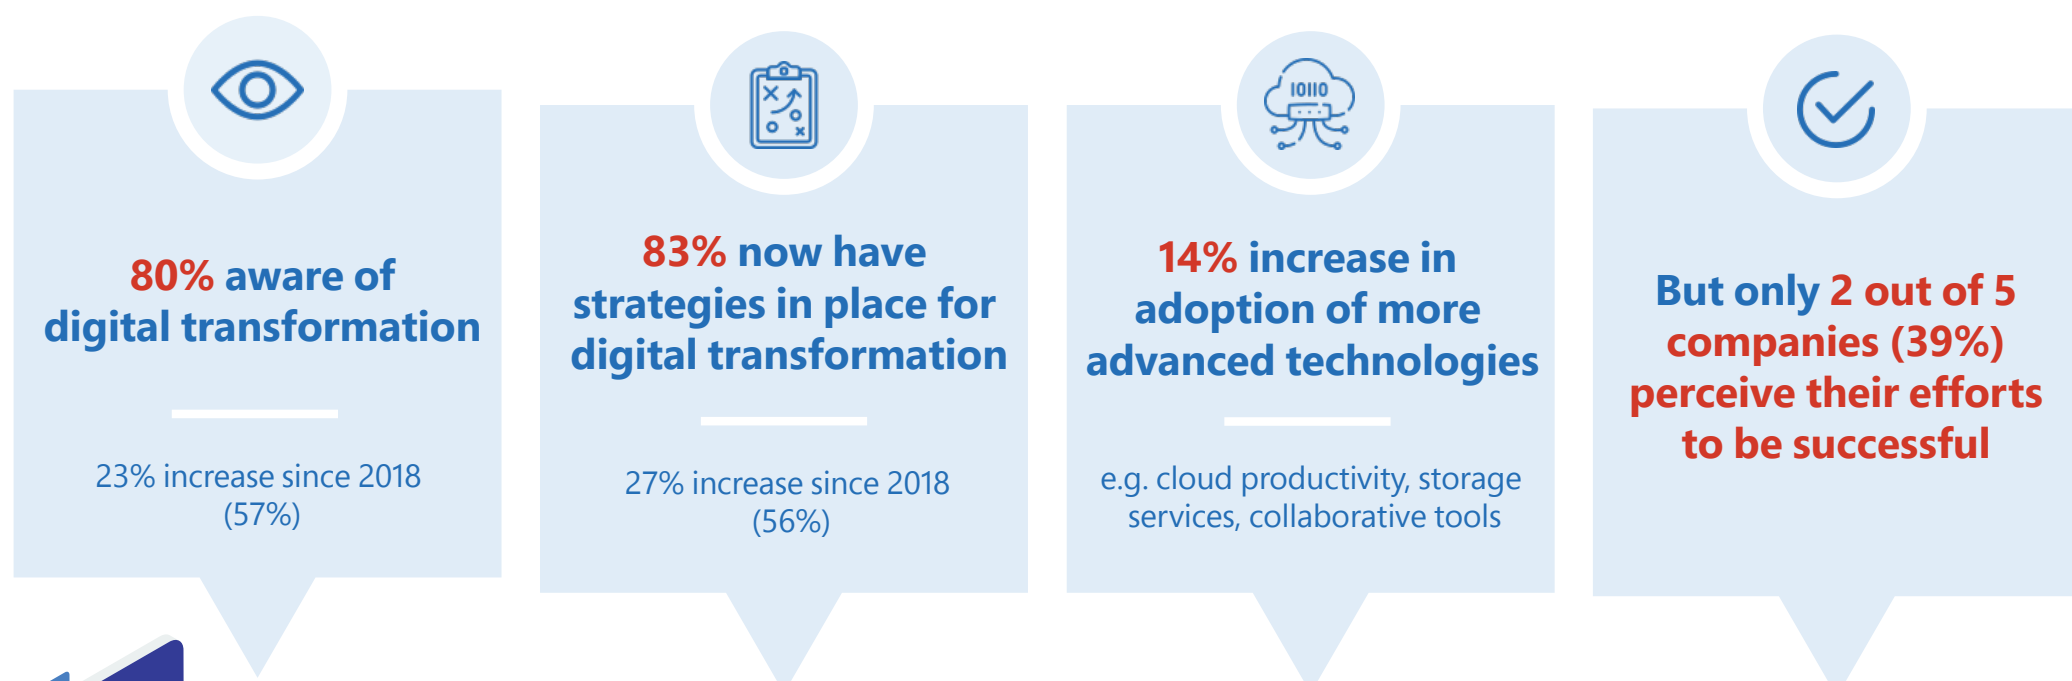 80% aware of
digital transformation
23% increase since 2018
(57%)
83% now have
strategies in place for
digital transformation
27% increase since 2018
(56%)
10110
14% increase in
adoption of more
advanced technologies
e.g. cloud productivity, storage
services, collaborative tools
But only 2 out of 5
companies (39%)
perceive their efforts
to be successful